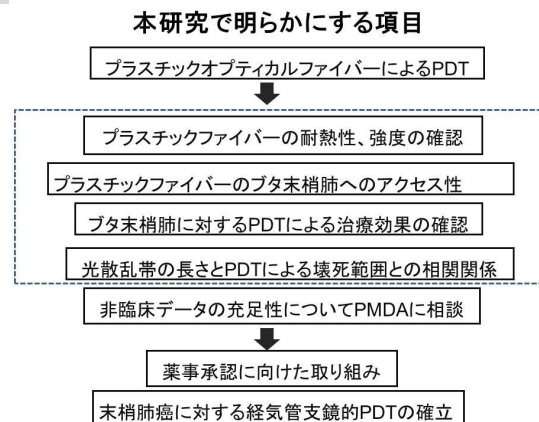 本研究で明らかにする項目
プラスチックオプティカルファイバーによるPDT
プラスチックファイバーの耐熱性、強度の確認
プラスチックファイバーのブタ末梢肺へのアクセス性
ブタ末梢肺に対するPDTによる治療効果の確認
光散乱帯の長さとPDTによる壊死範囲との相関関係
非臨床データの充足性についてPMDAに相談
薬事承認に向けた取り組み
末梢肺癌に対する経気管支鏡的PDTの確立